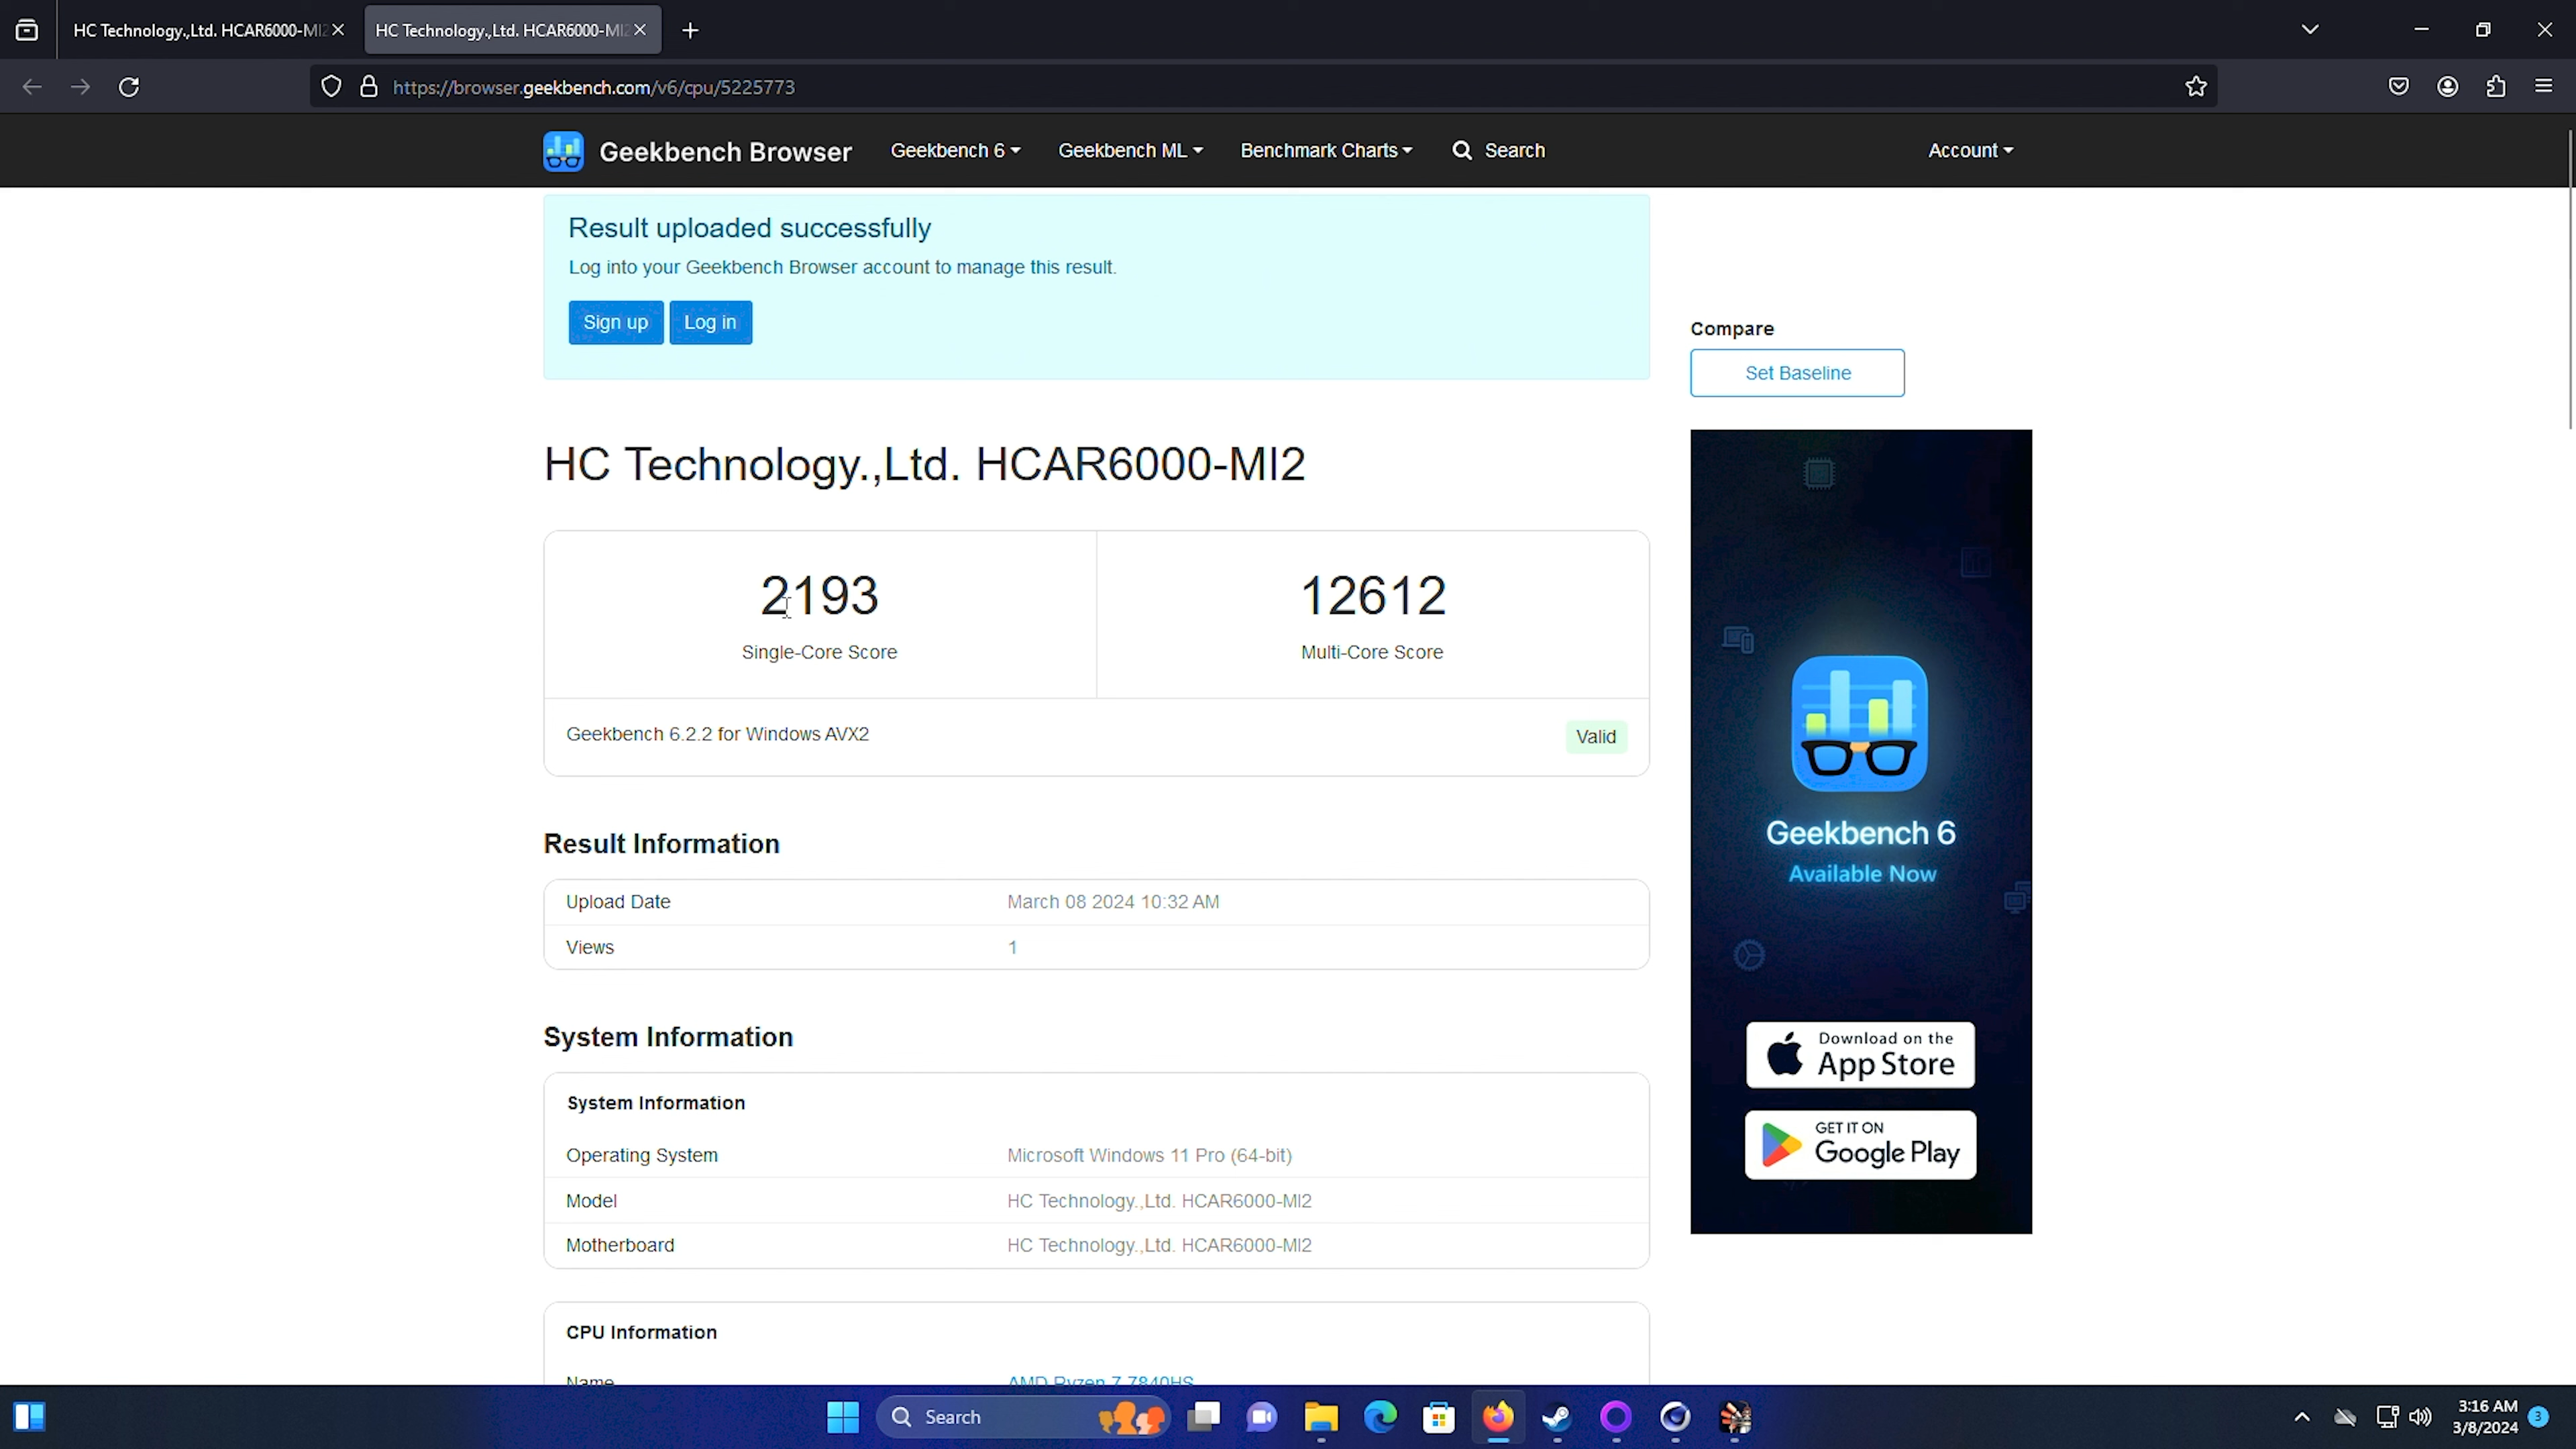 HC Technology.,Ltd. HCAR6000-MI2
HC Technology.,Ltd. HCAR6000-MI2
https://browser.geekbench.com/v6/cpu/5225773
Geekbench Browser
Geekbench 6
Geekbench ML
Benchmark Charts
Search
Account
Result uploaded successfully
Log into your Geekbench Browser account to manage this result.
Sign up
Log in
Compare
Set Baseline
HC Technology.,Ltd. HCAR6000-MI2
2193
12612
Single-Core Score
Multi-Core Score
Geekbench 6.2.2 for Windows AVX2
Valid
Result Information
Upload Date
March 08 2024 10:32 AM
Views
1
System Information
System Information
Operating System
Microsoft Windows 11 Pro (64-bit)
Model
HC Technology.,Ltd. HCAR6000-MI2
Motherboard
HC Technology.,Ltd. HCAR6000-MI2
CPU Information
Name
AMD Ryzen 7 7840HS
Geekbench 6
Available Now
Download on the
App Store
GET IT ON
Google Play
Search
3:16 AM
3/8/2024
3